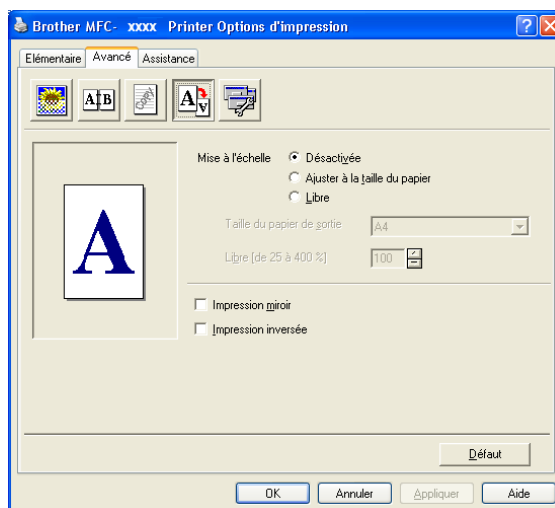 Brother MFC- xxxx Printer Options d'impression
Elémentaire Avancé Assistance
A B
A A
Mise à l'échelle Désactivée
Ajuster à la taille du papier
Libre
Taille du papier de sortie A4
Libre [de 25 à 400 %] 100
A
Impression miroir
Impression inversée
Défaut
OK Annuler Appliquer Aide